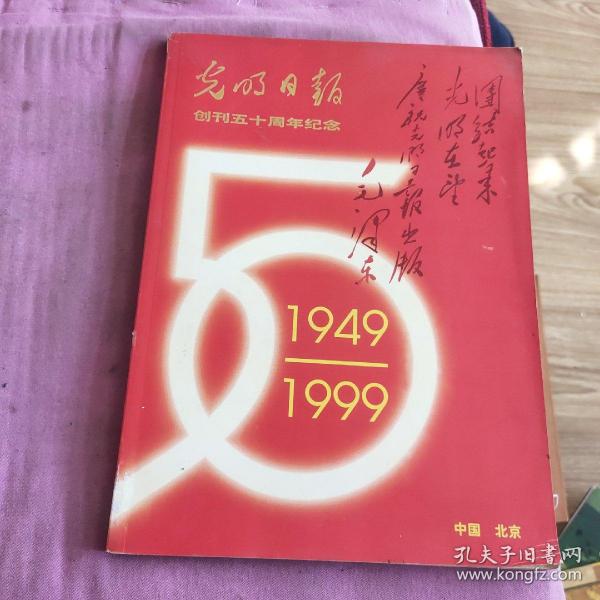 光明日报
创刊五十周年纪念
團结起来
光明在望
庆祝光明日报出版
毛泽东
50
1949
1999
中国 北京
孔夫子旧书网
www.kongfz.com